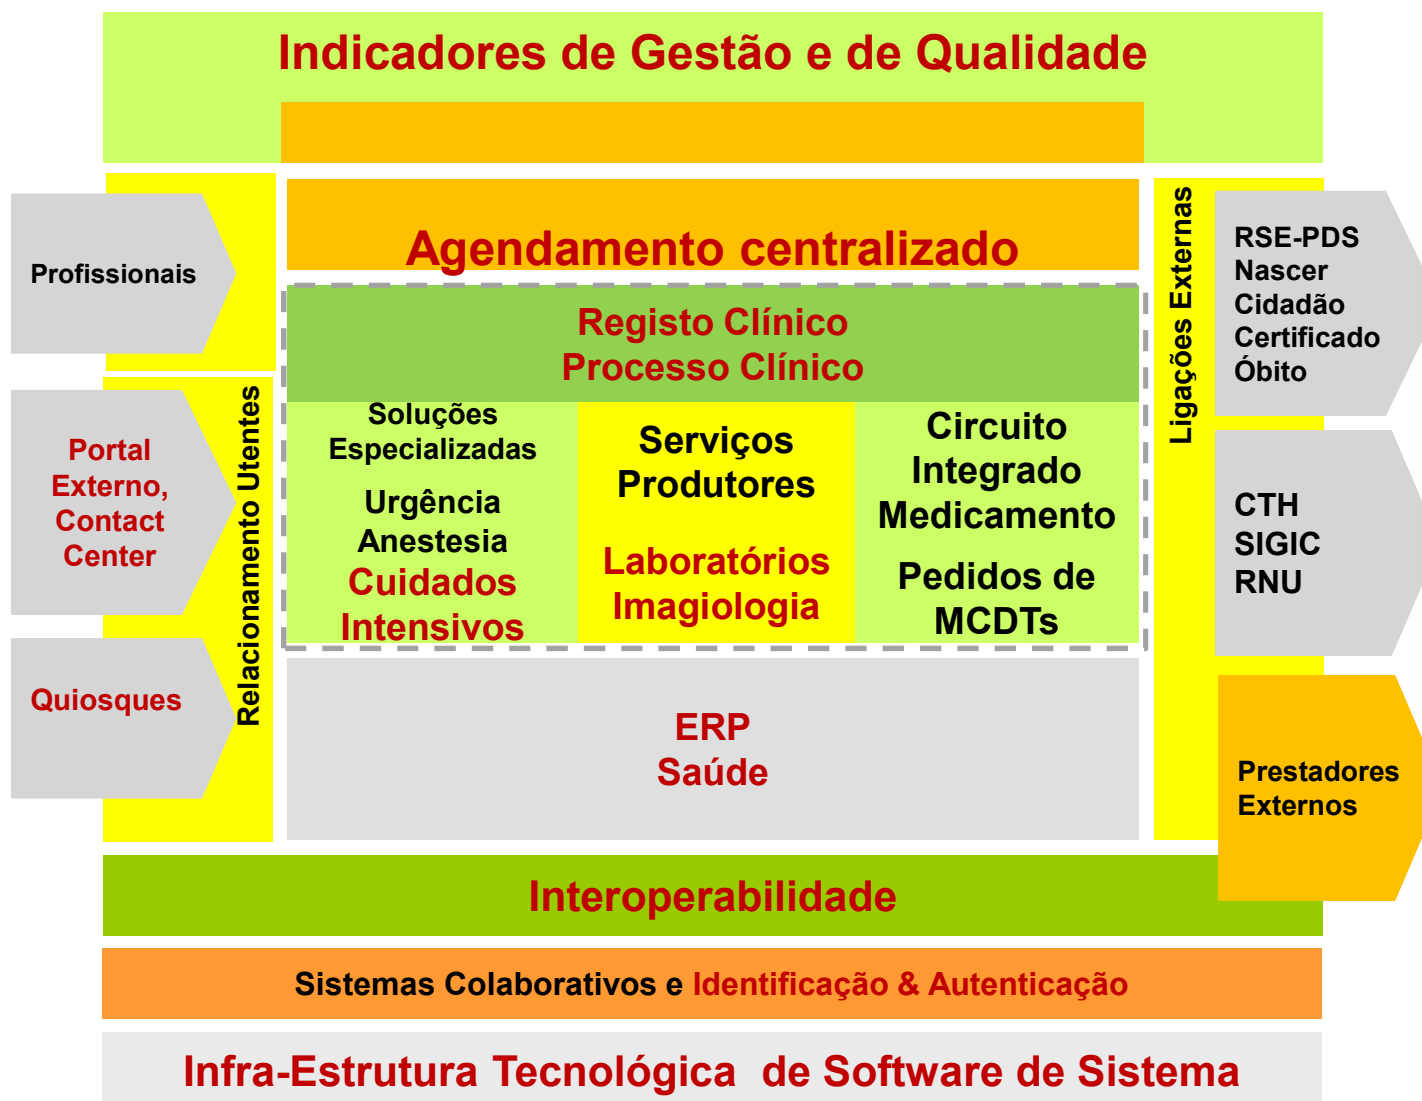 Indicadores de Gestão e de Qualidade
Agendamento centralizado
Profissionais
Portal
Externo,
Contact
Center
Quiosques
Relacionamento Utentes
Registo Clínico
Processo Clínico
Soluções
Especializadas
Urgência
Anestesia
Cuidados
Intensivos
Serviços
Produtores
Laboratórios
Imagiologia
Circuito
Integrado
Medicamento
Pedidos de
MCDTs
ERP
Saúde
Ligações Externas
RSE-PDS
Nascer
Cidadão
Certificado
Óbito
CTH
SIGIC
RNU
Prestadores
Externos
Interoperabilidade
Sistemas Colaborativos e Identificação & Autenticação
Infra-Estrutura Tecnológica  de Software de Sistema